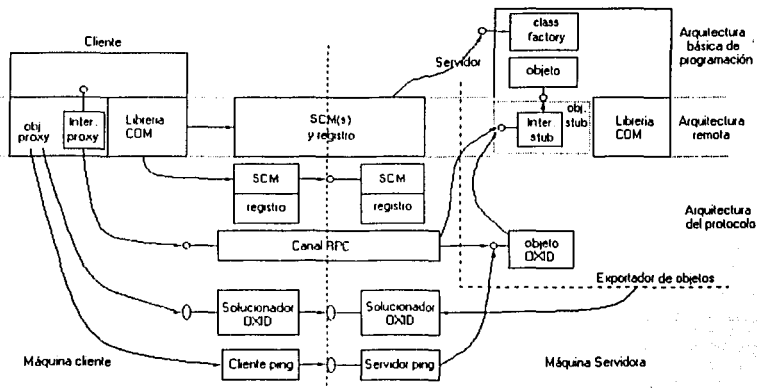 Cliente
obj
proxy
Inter.
proxy
Libreria
COM
SCM(s)
y registro
SCM
registro
SCM
registro
Canal RPC
Solucionador
OXID
Solucionador
OXID
Cliente ping
Servidor ping
Máquina cliente
Servidor
class
factory
objeto
Inter.
stub
obj.
stub
Libreria
COM
objeto
OXID
Exportador de objetos
Máquina Servidora
Arquitectura
básica de
programación
Arquitectura
remota
Arquitectura
del protocolo